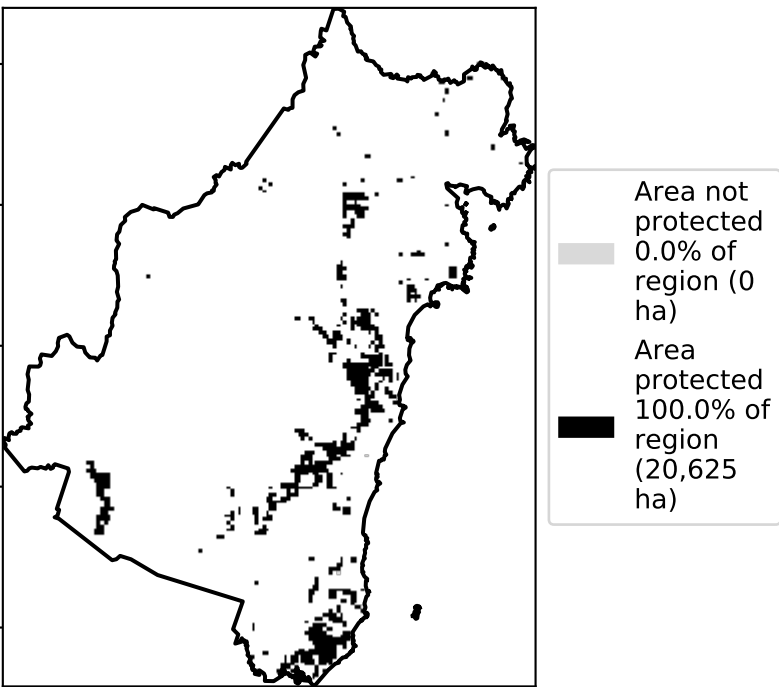 Area not
protected
0.0% of
region (0
ha)
Area
protected
100.0% of
region
(20,625
ha)